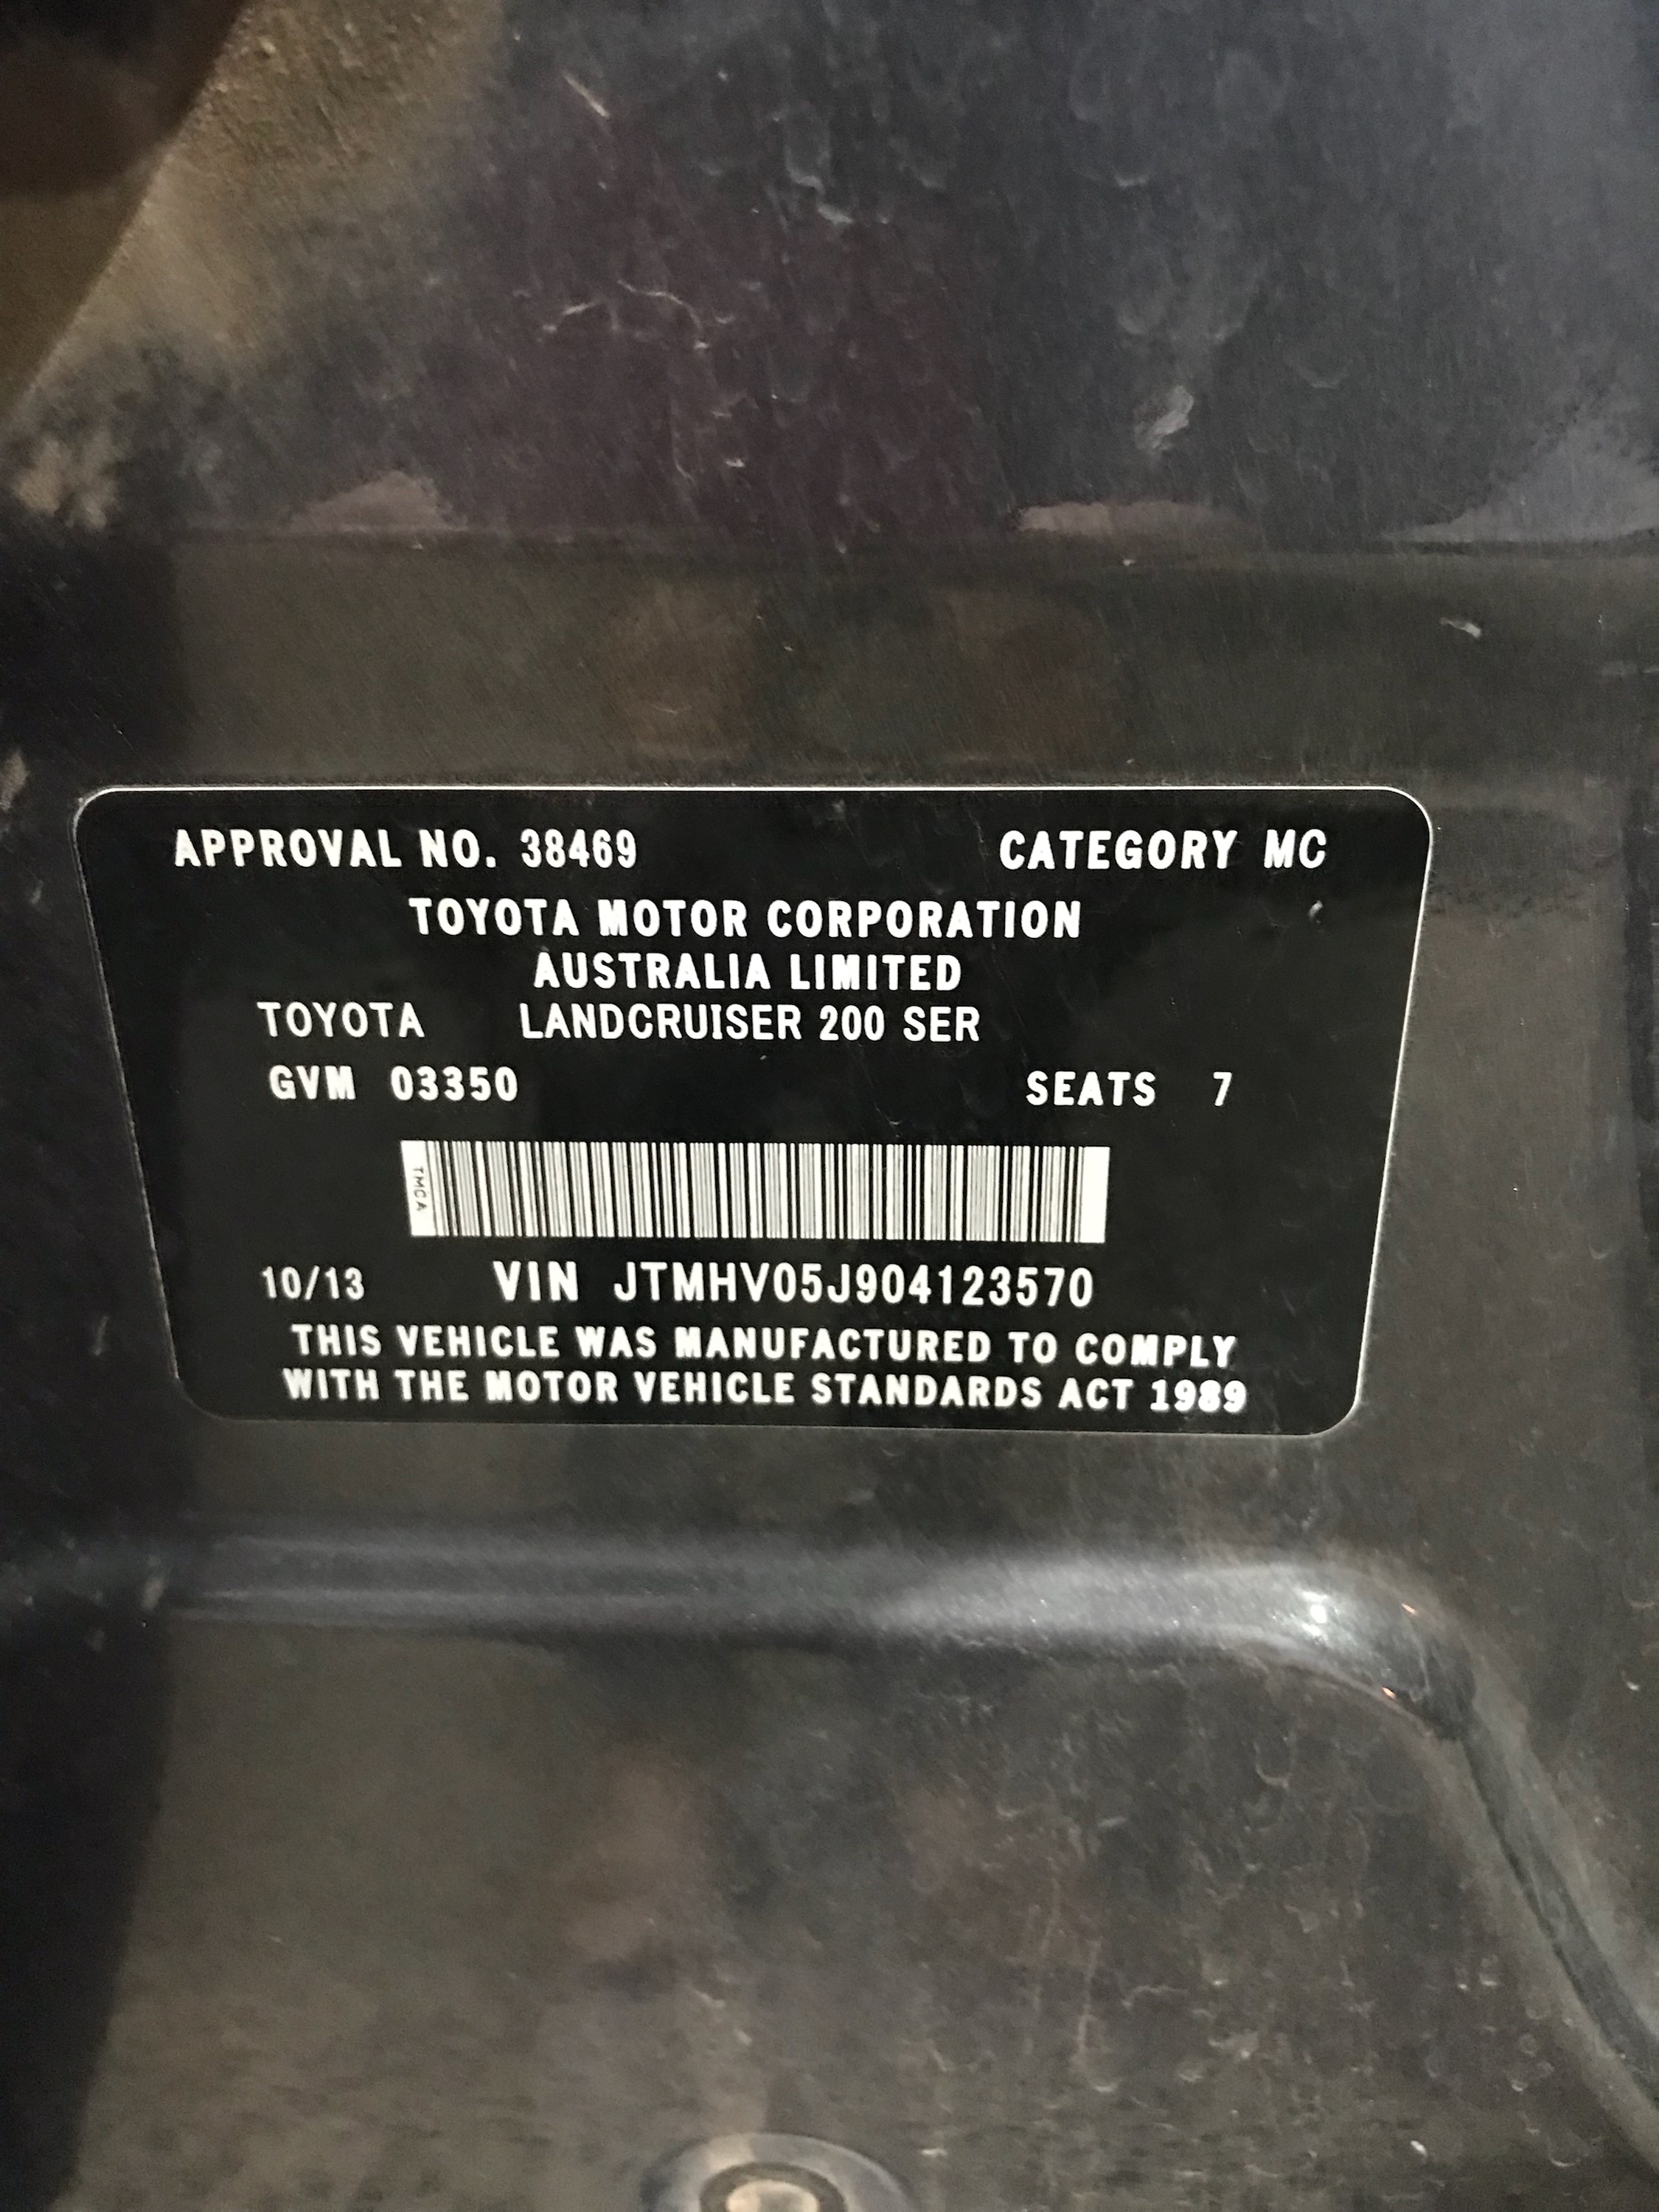 APPROVAL NO. 38469 CATEGORY MC
TOYOTA MOTOR CORPORATION
AUSTRALIA LIMITED
TOYOTA LANDCRUISER 200 SER
GVM 03350 SEATS 7
TMCA
10/13 VIN JTMHV05J904123570
THIS VEHICLE WAS MANUFACTURED TO COMPLY
WITH THE MOTOR VEHICLE STANDARDS ACT 1989